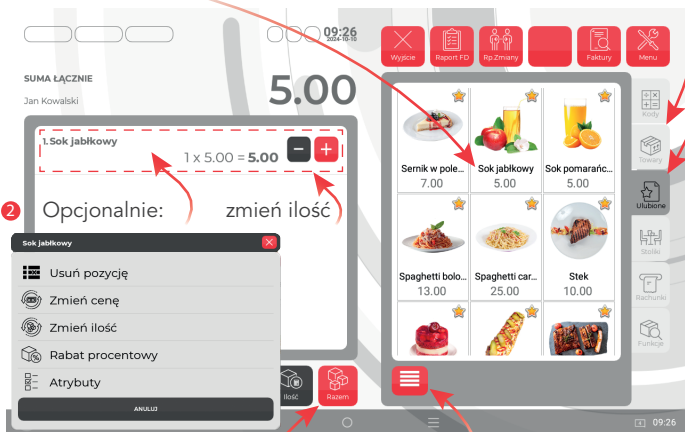 09:26
2024-10-10
SUMA ŁĄCZNIE
Jan Kowalski
5.00
1. Sok jabłkowy
1 x 5.00 = 5.00
- +
2 Opcjonalnie: zmień ilość
Sok jabłkowy
Usuń pozycję
Zmień cenę
Zmień ilość
Rabat procentowy
Atrybuty
ANULUJ
Ilość Razem
Wyjście Raport FD Rp.Zmiany Faktury Menu
Sernik w pole... Sok jabłkowy Sok pomarańc...
7.00 5.00 5.00
Spaghetti bolo... Spaghetti car... Stek
13.00 25.00 10.00
Kody
Towary
Ulubione
Stoliki
Rachunki
Funkcje
4 09:26